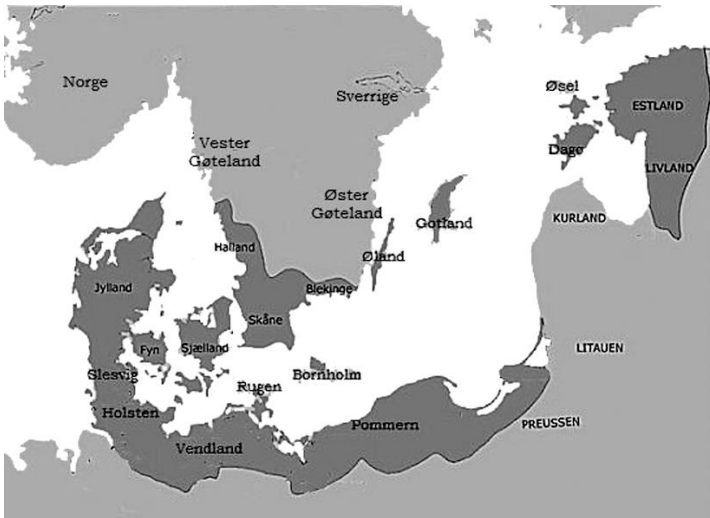 Norge
Sverrige
Øsel
ESTLAND
Vester
Gøteland
Dagø
LIVLAND
Øster
Gøteland
Gotland
KURLAND
Halland
Øland
Jylland
Blekinge
Skåne
Fyn
Sjælland
LITAUEN
Slesvig
Rugen
Bornholm
Holsten
Pommern
PREUSSEN
Vendland